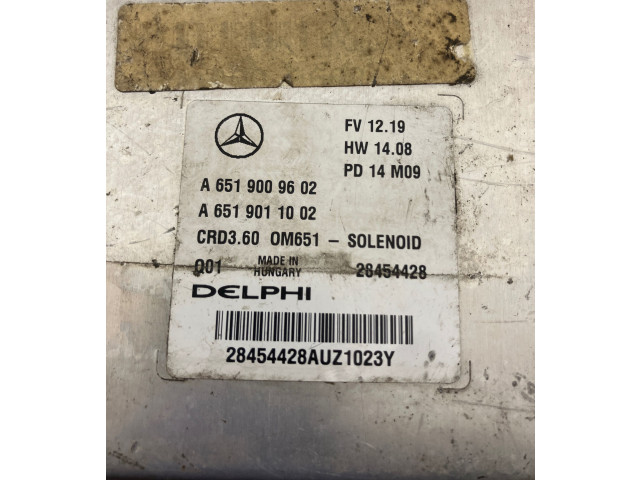 FV 12.19
HW 14.08
PD 14 M09
A 651 900 96 02
A 651 901 10 02
CRD3.60 OM651 - SOLENOID
Q01 MADE IN HUNGARY 28454428
DELPHI
28454428AUZ1023Y